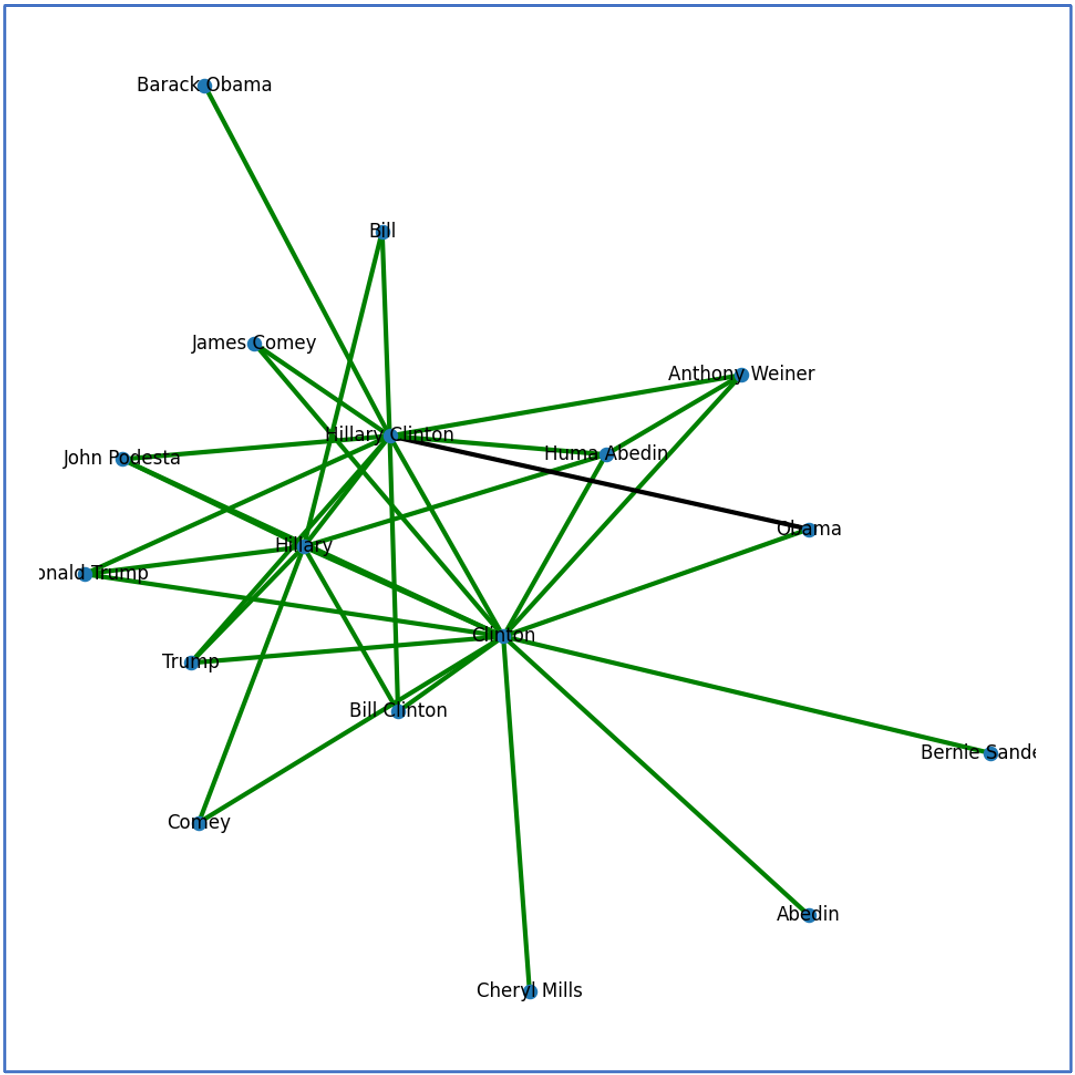 Barack Obama
Bill
James Comey
Anthony Weiner
Hillary Clinton
Huma Abedin
John Podesta
Obama
Hillary
onald Trump
Clinton
Trump
Bill Clinton
Bernie Sande
Comey
Abedin
Cheryl Mills